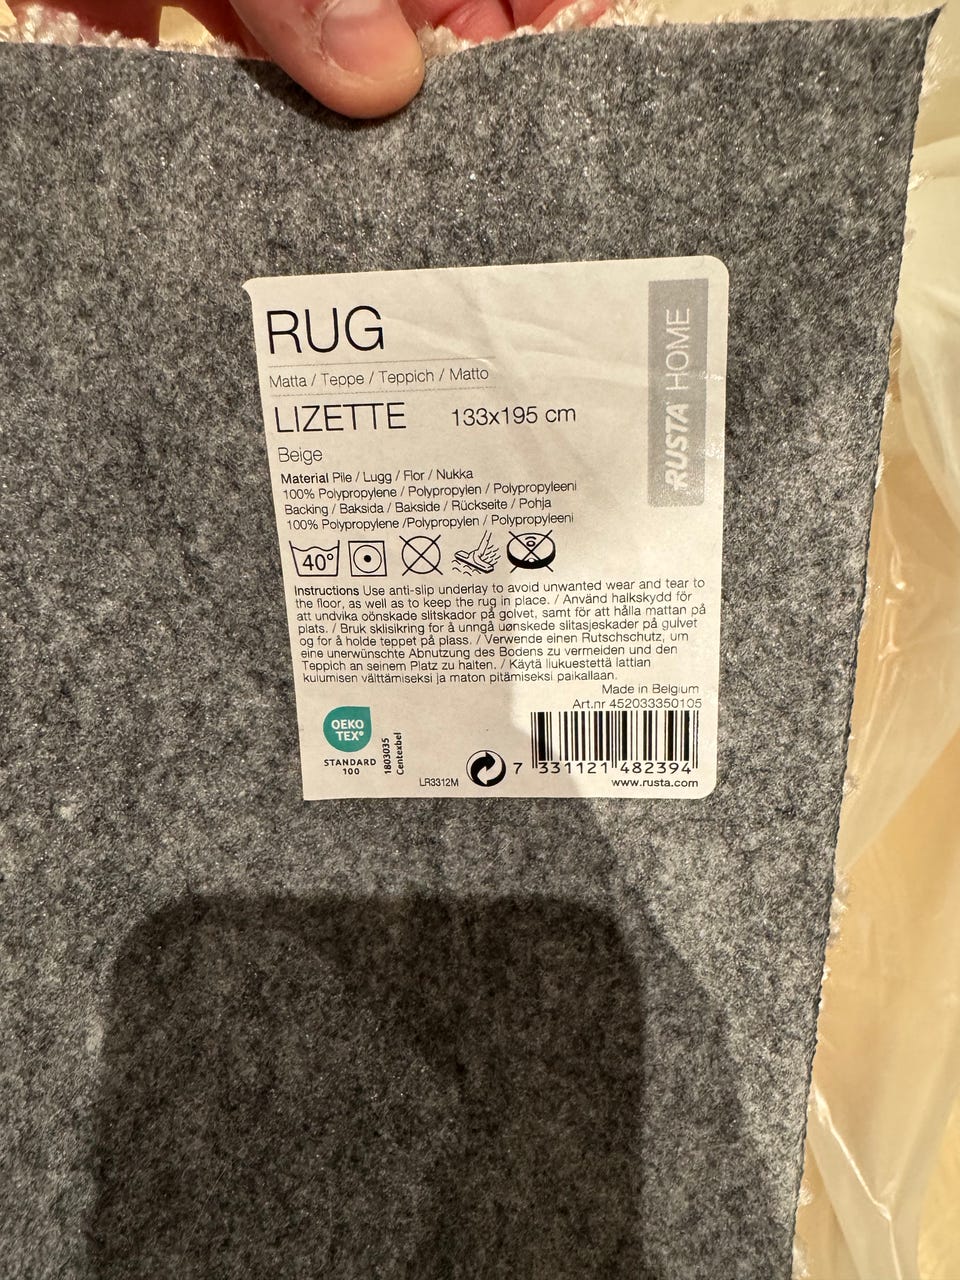 RUG
Matta / Teppe / Teppich / Matto
LIZETTE 133x195 cm
Beige
RUSTA HOME
Material Pile / Lugg / Flor / Nukka
100% Polypropylene / Polypropylen / Polypropyleeni
Backing / Baksida / Bakside / Rückseite / Pohja
100% Polypropylene /Polypropylen / Polypropyleeni
40°
Instructions Use anti-slip underlay to avoid unwanted wear and tear to
the floor, as well as to keep the rug in place. / Använd halkskydd för
att undvika oönskade slitskador på golvet, samt för att hålla mattan på
plats. / Bruk sklisikring for å unngå uønskede slitasjeskader på gulvet
og for å holde teppet på plass. / Verwende einen Rutschschutz, um
eine unerwünschte Abnutzung des Bodens zu vermeiden und den
Teppich an seinem Platz zu halten. / Käytä liukuestettä lattian
kulumisen välttämiseksi ja maton pitämiseksi paikallaan.
Made in Belgium
Art.nr 452033350105
OEKO
TEX®
STANDARD
100
1803035
Centexbel
LR3312M
7 331121 482394
www.rusta.com